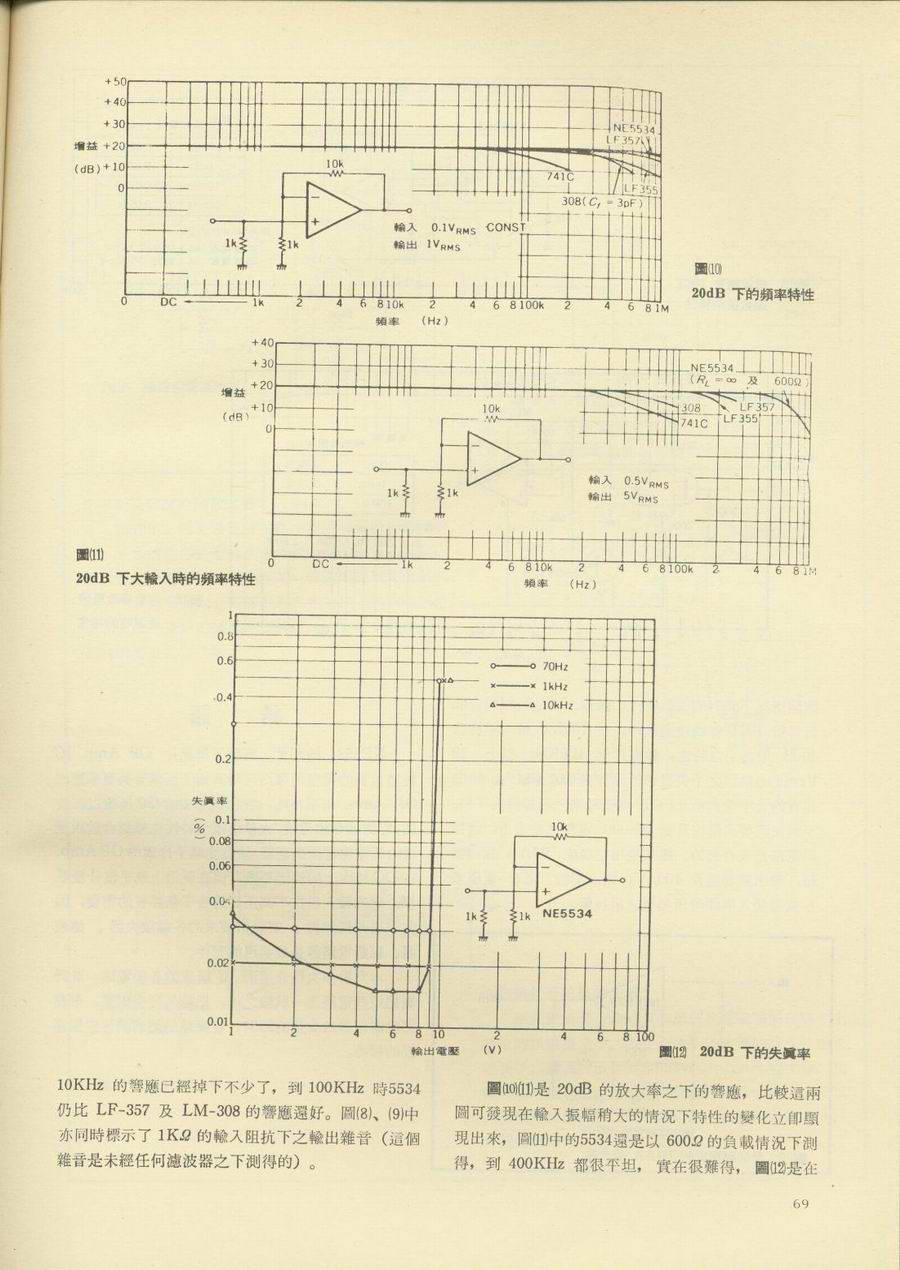 +50
+40
+30
增益 +20
(dB) +10
0
NE5534
LF357
741C
LF355
308(Cf = 3pF)
10k
1k
1k
輸入 0.1VRMS CONST
輸出 1VRMS
0 DC 1k 2 4 6 8 10k 2 4 6 8 100k 2 4 6 8 1M
頻率 (Hz)
圖⑽
20dB 下的頻率特性
+40
+30
增益 +20
(dB) +10
0
NE5534
(RL = ∞ 及 600Ω)
308
LF357
LF355
741C
10k
1k
1k
輸入 0.5VRMS
輸出 5VRMS
0 DC 1k 2 4 6 8 10k 2 4 6 8 100k 2 4 6 8 1M
頻率 (Hz)
圖⑾
20dB 下大輸入時的頻率特性
1
0.8
0.6
0.4
0.2
失眞率
(%)
0.1
0.08
0.06
0.04
0.02
0.01
70Hz
1kHz
10kHz
10k
1k
1k
NE5534
1 2 4 6 8 10 2 4 6 8 100
輸出電壓 (V)
圖⑿ 20dB 下的失眞率
10KHz 的響應已經掉下不少了，到 100KHz 時5534
仍比 LF-357 及 LM-308 的響應還好。圖⑻、⑼中
亦同時標示了 1KΩ 的輸入阻抗下之輸出雜音（這個
雜音是未經任何濾波器之下測得的）。
圖⑽⑾是 20dB 的放大率之下的響應，比較這兩
圖可發現在輸入振幅稍大的情況下特性的變化立卽顯
現出來，圖⑾中的5534還是以 600Ω 的負載情況下測
得，到 400KHz 都很平坦，實在很難得，圖⑿是在
69